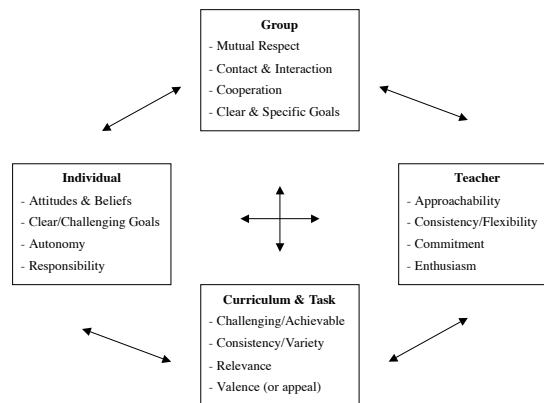 Group
- Mutual Respect
- Contact & Interaction
- Cooperation
- Clear & Specific Goals
Individual
- Attitudes & Beliefs
- Clear/Challenging Goals
- Autonomy
- Responsibility
Teacher
- Approachability
- Consistency/Flexibility
- Commitment
- Enthusiasm
Curriculum & Task
- Challenging/Achievable
- Consistency/Variety
- Relevance
- Valence (or appeal)